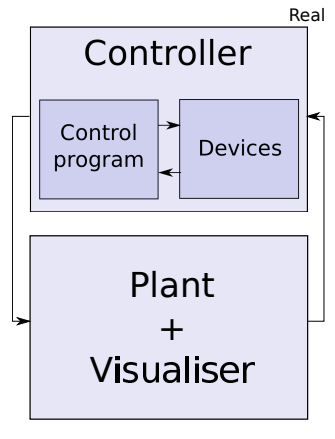 Real
Controller
Control
program
Devices
Plant
+
Visualiser